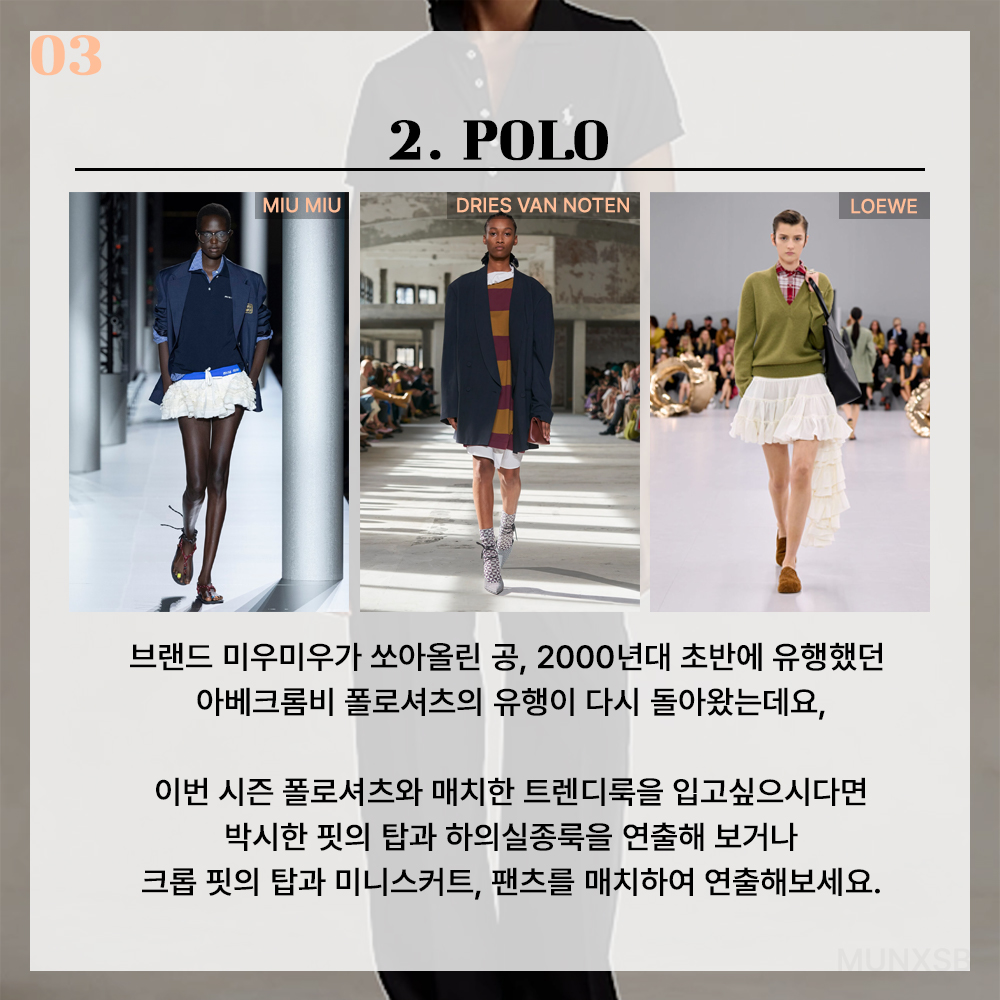 03
2. POLO
MIU MIU
DRIES VAN NOTEN
LOEWE
브랜드 미우미우가 쏘아올린 공, 2000년대 초반에 유행했던
아베크롬비 폴로셔츠의 유행이 다시 돌아왔는데요,
이번 시즌 폴로셔츠와 매치한 트렌디룩을 입고싶으시다면
박시한 핏의 탑과 하의실종룩을 연출해 보거나
크롭 핏의 탑과 미니스커트, 팬츠를 매치하여 연출해보세요.
MUNXSB